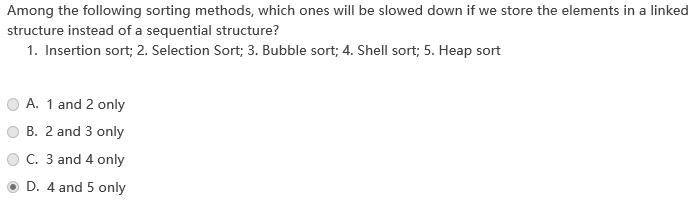 Among the following sorting methods, which ones will be slowed down if we store the elements in a linked
structure instead of a sequential structure?
1. Insertion sort; 2. Selection Sort; 3. Bubble sort; 4. Shell sort; 5. Heap sort
A. 1 and 2 only
B. 2 and 3 only
C. 3 and 4 only
D. 4 and 5 only